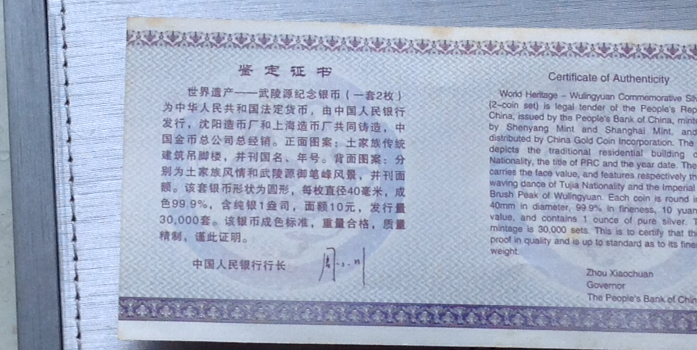 鉴定证书
世界遗产——武陵源纪念银币（一套2枚）
为中华人民共和国法定货币，由中国人民银行
发行，沈阳造币厂和上海造币厂共同铸造，中
国金币总公司总经销。正面图案：土家族传统
建筑吊脚楼，并刊国名、年号。背面图案：分
别为土家族风情和武陵源御笔峰风景，并刊面
额。该套银币形状为圆形，每枚直径40毫米，成
色99.9%，含纯银1盎司，面额10元，发行量
30,000套。该银币成色标准，重量合格，质量
精制，谨此证明。
中国人民银行行长
Certificate of Authenticity
World Heritage – Wulingyuan Commemorative
(2-coin set) is legal tender of the People's
China, issued by the People's Bank of China,
by Shenyang Mint and Shanghai Mint, and
distributed by China Gold Coin Incorporation. The
depicts the traditional residential building
Nationality, the title of PRC and the year date. The
carries the face value, and features respectively
waving dance of Tujia Nationality and the Imperial
Brush Peak of Wulingyuan. Each coin is round
40mm in diameter, 99.9% in fineness, 10 yuan
value, and contains 1 ounce of pure silver.
mintage is 30,000 sets. This is to certify that
proof in quality and is up to standard as to its
weight.
Zhou Xiaochuan
Governor
The People's Bank of